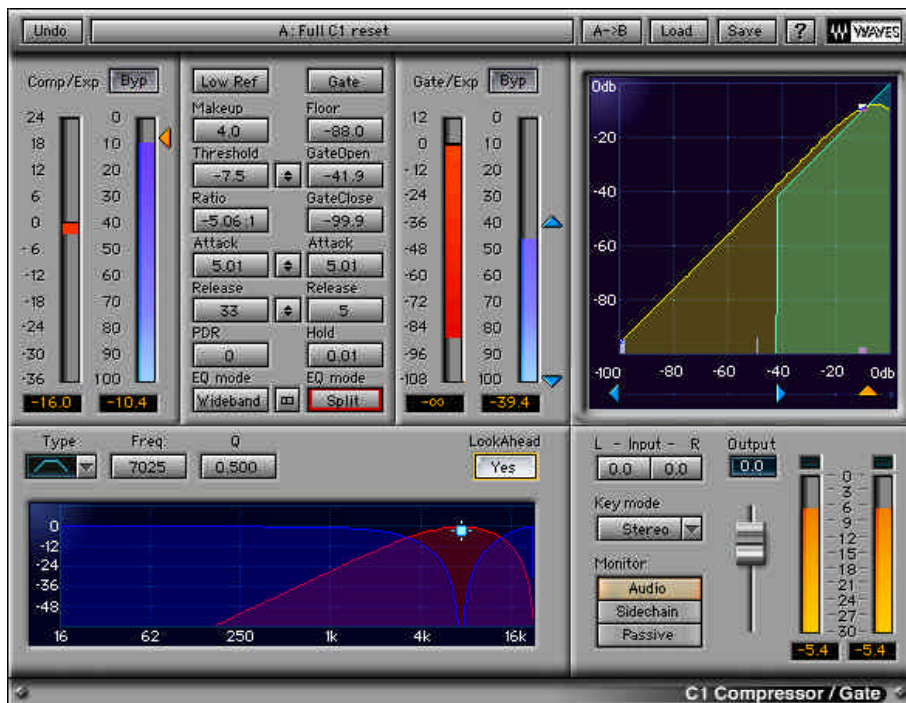 Undo A: Full C1 reset A->B Load Save ? WAVES
Comp/Exp Byp
24 0
18 10
12 20
6 30
0 40
-6 50
-12 60
-18 70
-24 80
-30 90
-36 100
-16.0 -10.4
Low Ref Gate
Makeup Floor
4.0 -88.0
Threshold GateOpen
-7.5 -41.9
Ratio GateClose
-5.06:1 -99.9
Attack Attack
5.01 5.01
Release Release
33 5
PDR Hold
0 0.01
EQ mode EQ mode
Wideband Split
Gate/Exp Byp
12 0
0 10
-12 20
-24 30
-36 40
-48 50
-60 60
-72 70
-84 80
-96 90
-108 100
-∞ -39.4
0db
-20
-40
-60
-80
-100 -80 -60 -40 -20 0db
Type Freq. Q LookAhead
7025 0.500 Yes
0
-12
-24
-36
-48
16 62 250 1k 4k 16k
L - Input - R Output
0.0 0.0 0.0
Key mode
Stereo
Monitor
Audio
Sidechain
Passive
0
3
6
9
12
15
18
21
24
27
30
-5.4 -5.4
C1 Compressor / Gate